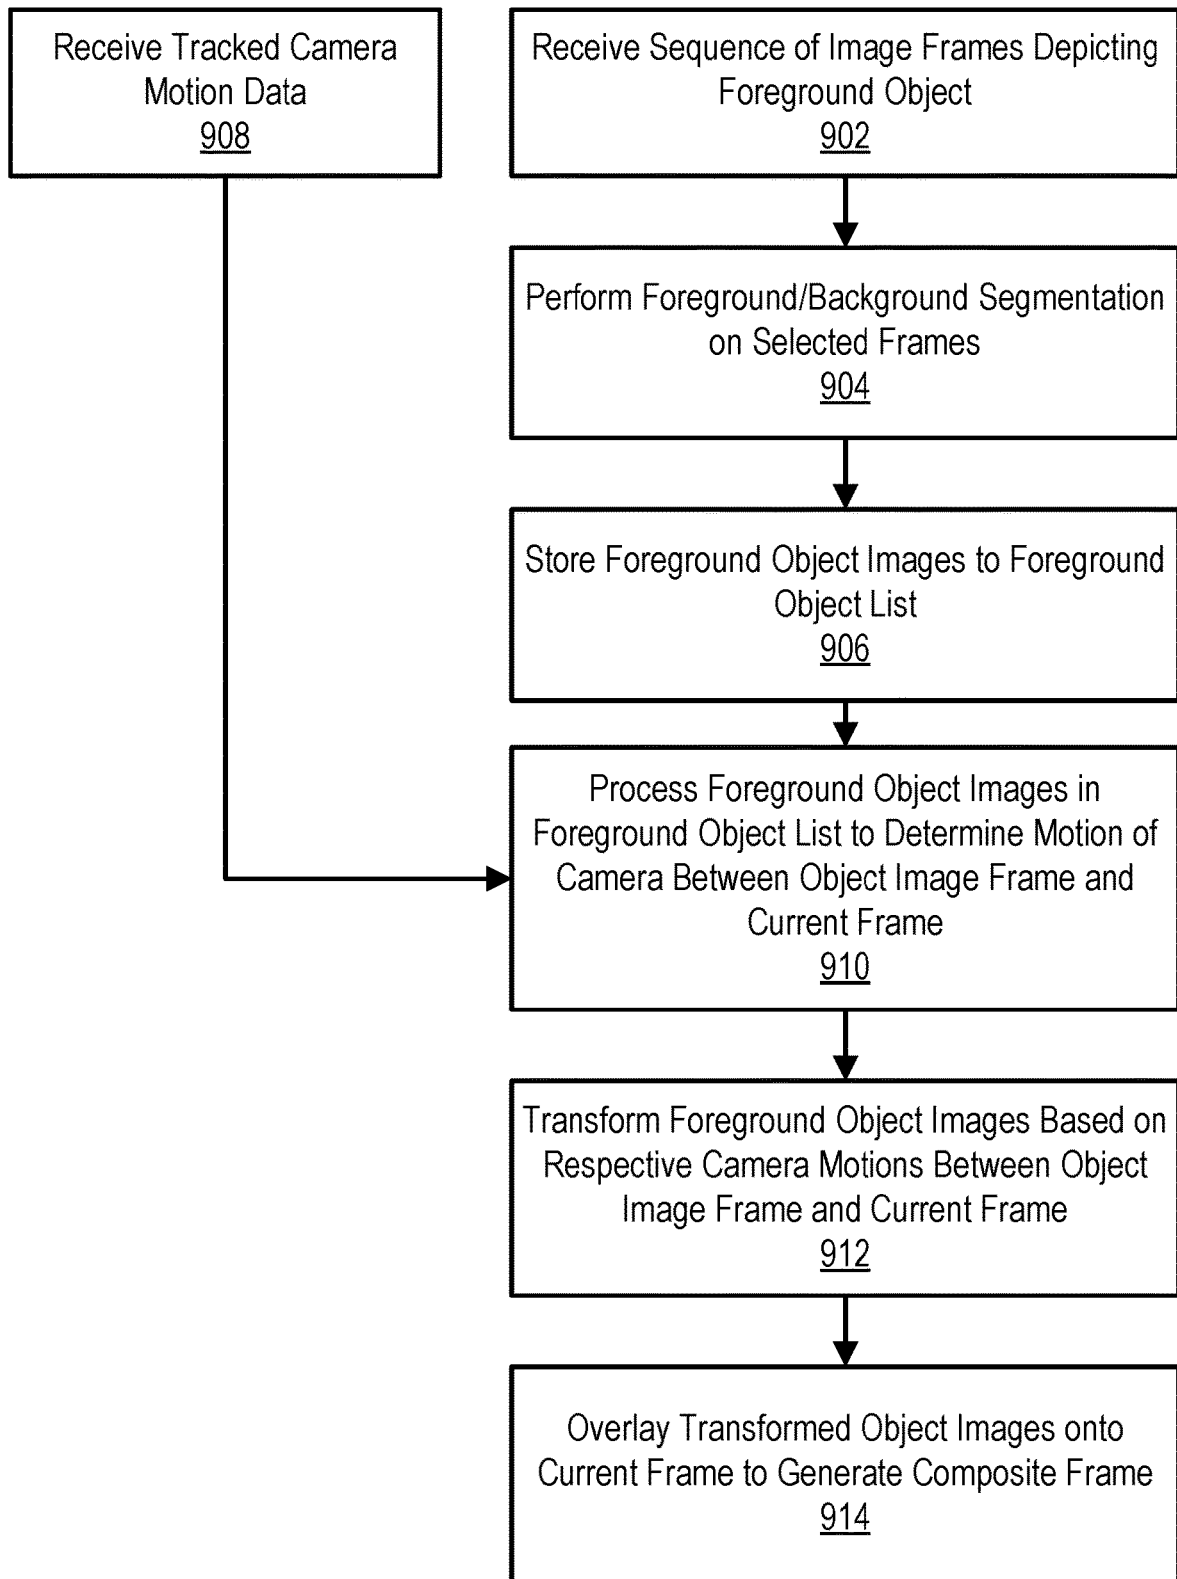 Receive Tracked Camera
Motion Data
908
Receive Sequence of Image Frames Depicting
Foreground Object
902
Perform Foreground/Background Segmentation
on Selected Frames
904
Store Foreground Object Images to Foreground
Object List
906
Process Foreground Object Images in
Foreground Object List to Determine Motion of
Camera Between Object Image Frame and
Current Frame
910
Transform Foreground Object Images Based on
Respective Camera Motions Between Object
Image Frame and Current Frame
912
Overlay Transformed Object Images onto
Current Frame to Generate Composite Frame
914